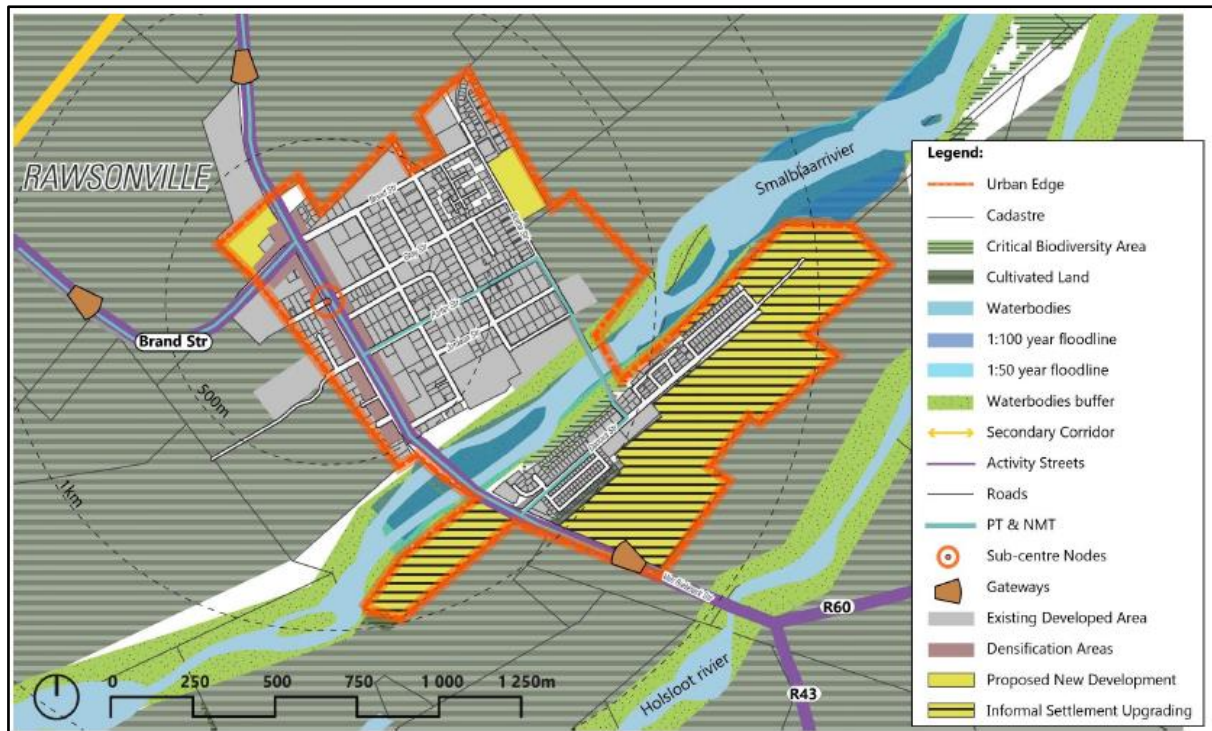 RAWSONVILLE
Smalblaarrivier
Brand Str
500m
1km
0 250 500 750 1 000 1 250m
Holsloot rivier
R60
R43
Legend:
Urban Edge
Cadastre
Critical Biodiversity Area
Cultivated Land
Waterbodies
1:100 year floodline
1:50 year floodline
Waterbodies buffer
Secondary Corridor
Activity Streets
Roads
PT & NMT
Sub-centre Nodes
Gateways
Existing Developed Area
Densification Areas
Proposed New Development
Informal Settlement Upgrading